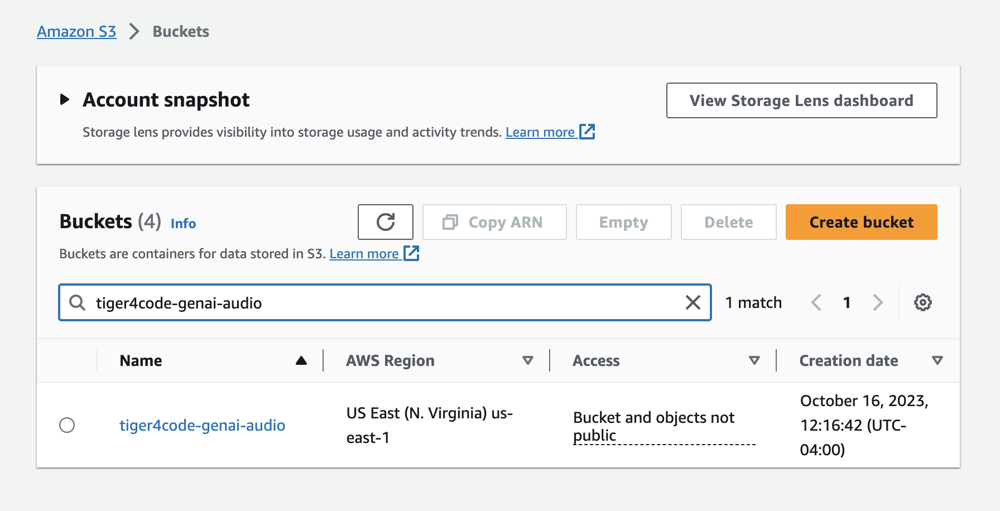 Amazon S3 Buckets
Account snapshot
View Storage Lens dashboard
Storage lens provides visibility into storage usage and activity trends. Learn more
Buckets (4) Info
Copy ARN
Empty
Delete
Create bucket
Buckets are containers for data stored in S3. Learn more
tiger4code-genai-audio
1 match
1
Name
AWS Region
Access
Creation date
tiger4code-genai-audio
US East (N. Virginia) us-
east-1
Bucket and objects not
public
October 16, 2023,
12:16:42 (UTC-
04:00)